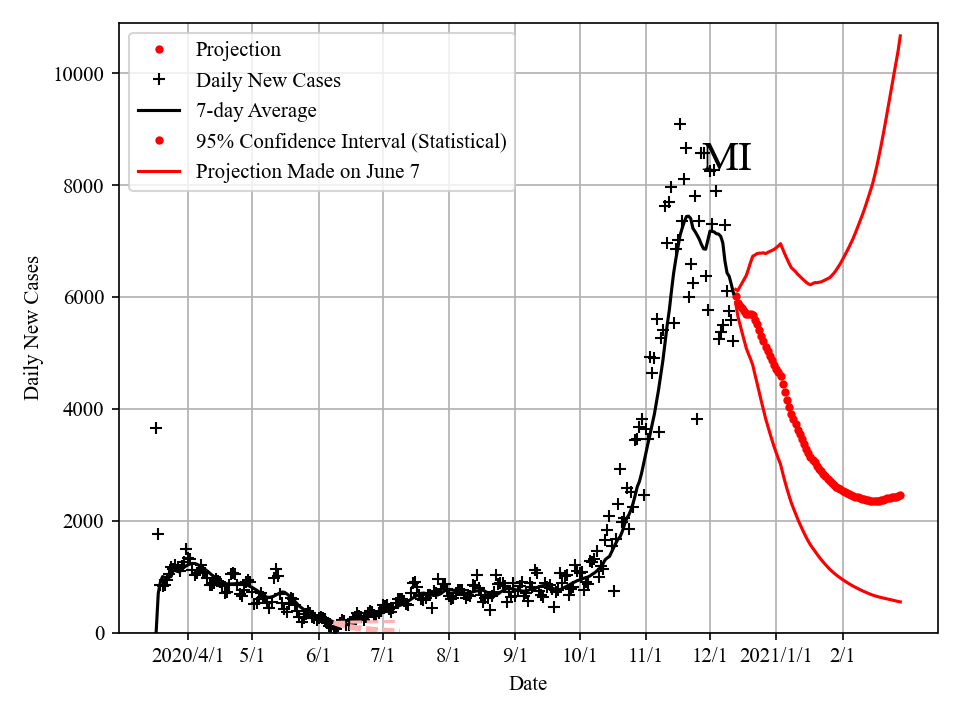 Projection
Daily New Cases
7-day Average
95% Confidence Interval (Statistical)
Projection Made on June 7
MI
10000
8000
6000
4000
2000
0
Daily New Cases
2020/4/1 5/1 6/1 7/1 8/1 9/1 10/1 11/1 12/1 2021/1/1 2/1
Date